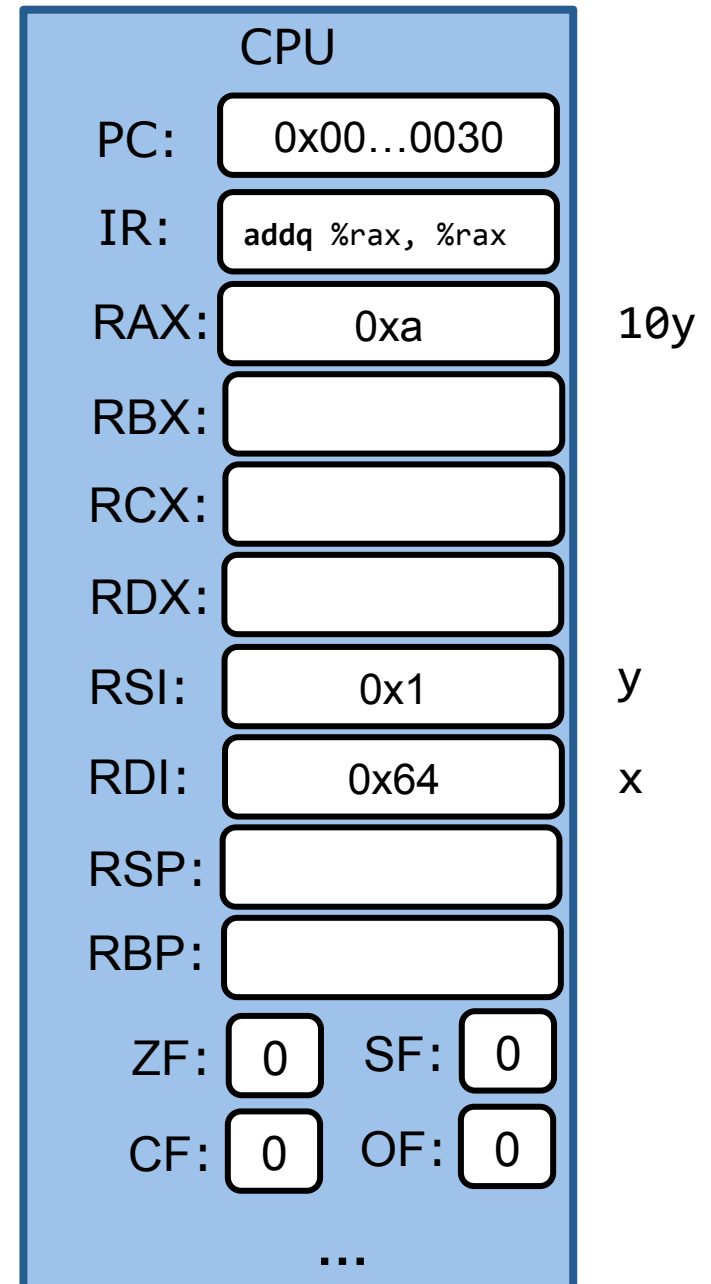 CPU
PC: 0x00...0030
IR: addq %rax, %rax
RAX: 0xa 10y
RBX:
RCX:
RDX:
RSI: 0x1 y
RDI: 0x64 x
RSP:
RBP:
ZF: 0 SF: 0
CF: 0 OF: 0
...